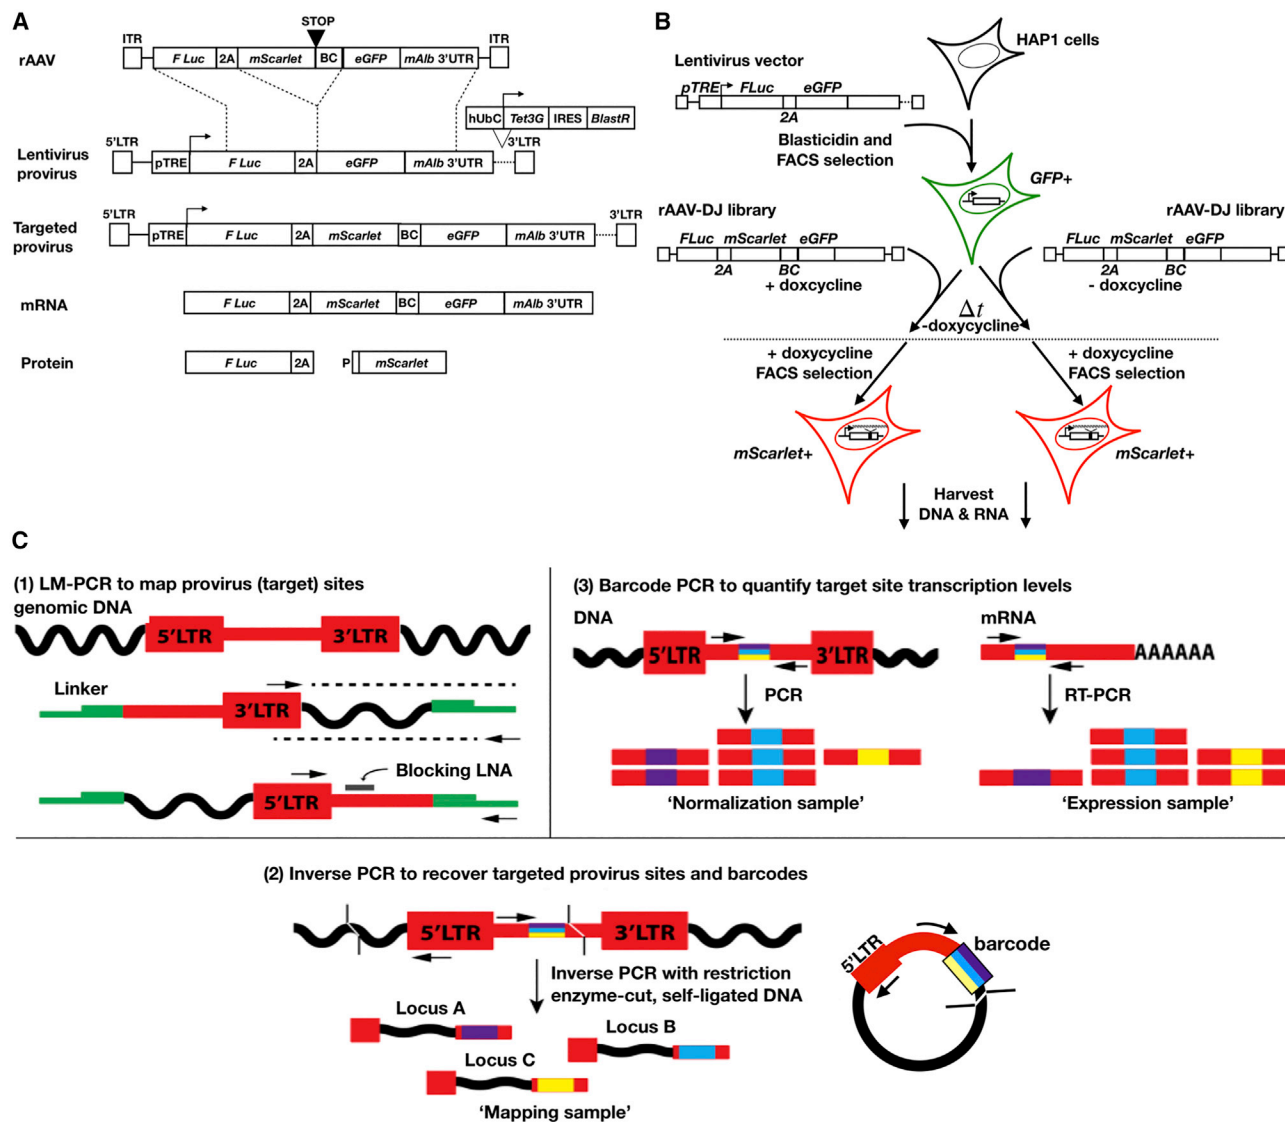 A
STOP
ITR
ITR
rAAV
F Luc 2A mScarlet BC eGFP mAlb 3'UTR
hUbC Tet3G IRES BlastR
5'LTR
3'LTR
Lentivirus
provirus
pTRE F Luc 2A eGFP mAlb 3'UTR
5'LTR
3'LTR
Targeted
provirus
pTRE F Luc 2A mScarlet BC eGFP mAlb 3'UTR
mRNA
F Luc 2A mScarlet BC eGFP mAlb 3'UTR
Protein
F Luc 2A P mScarlet
B
HAP1 cells
Lentivirus vector
pTRE FLuc eGFP
2A
Blasticidin and
FACS selection
GFP+
rAAV-DJ library
FLuc mScarlet eGFP
2A BC
+ doxycycline
rAAV-DJ library
FLuc mScarlet eGFP
2A BC
- doxycycline
Δt
-doxycycline
+ doxycycline
FACS selection
+ doxycycline
FACS selection
mScarlet+
mScarlet+
Harvest
DNA & RNA
C
(1) LM-PCR to map provirus (target) sites
genomic DNA
5'LTR 3'LTR
Linker
3'LTR
Blocking LNA
5'LTR
(3) Barcode PCR to quantify target site transcription levels
DNA
5'LTR 3'LTR
PCR
'Normalization sample'
mRNA
AAAAAA
RT-PCR
'Expression sample'
(2) Inverse PCR to recover targeted provirus sites and barcodes
5'LTR 3'LTR
Inverse PCR with restriction
enzyme-cut, self-ligated DNA
Locus A
Locus B
Locus C
'Mapping sample'
5'LTR
barcode